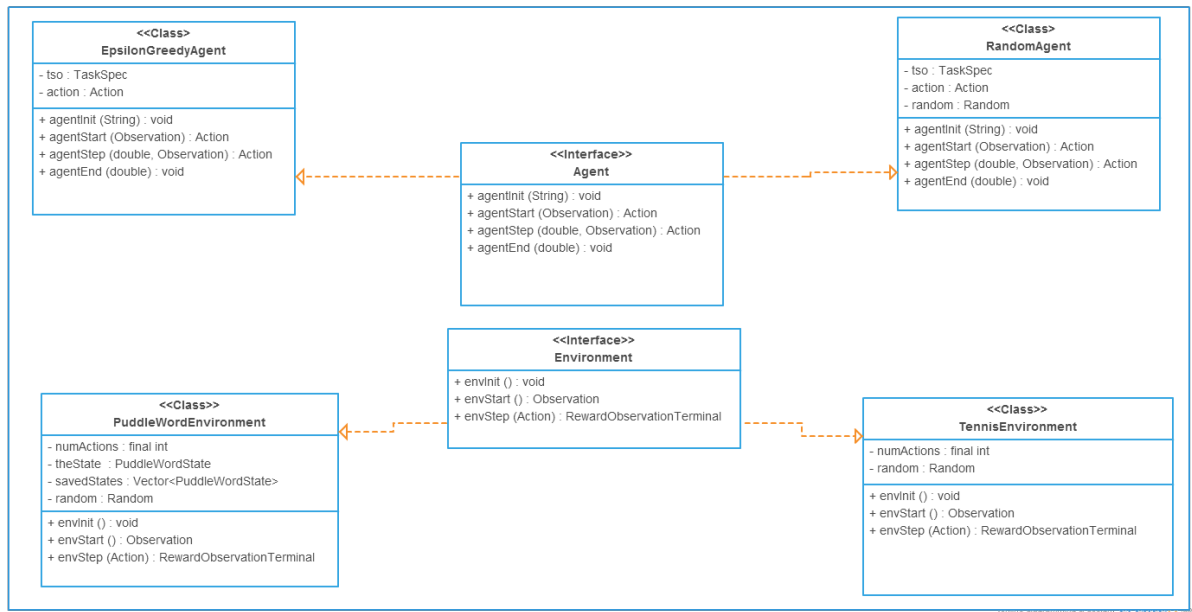 <<Class>
EpsilonGreedyAgent
- tso : TaskSpec
- action : Action
+ agentInit (String) : void
+ agentStart (Observation) : Action
+ agentStep (double, Observation) : Action
+ agentEnd (double) : void
<<Class>
RandomAgent
- tso : TaskSpec
- action : Action
- random : Random
+ agentInit (String) : void
+ agentStart (Observation) : Action
+ agentStep (double, Observation) : Action
+ agentEnd (double) : void
<<Interface>>
Agent
+ agentInit (String) : void
+ agentStart (Observation) : Action
+ agentStep (double, Observation) : Action
+ agentEnd (double) : void
<<Interface>>
Environment
+ envInit () : void
+ envStart () : Observation
+ envStep (Action) : RewardObservationTerminal
<<Class>>
PuddleWordEnvironment
- numActions : final int
- theState : PuddleWordState
- savedStates : Vector<PuddleWordState>
- random : Random
+ envInit () : void
+ envStart () : Observation
+ envStep (Action) : RewardObservationTerminal
<<Class>>
TennisEnvironment
- numActions : final int
- random : Random
+ envInit () : void
+ envStart () : Observation
+ envStep (Action) : RewardObservationTerminal